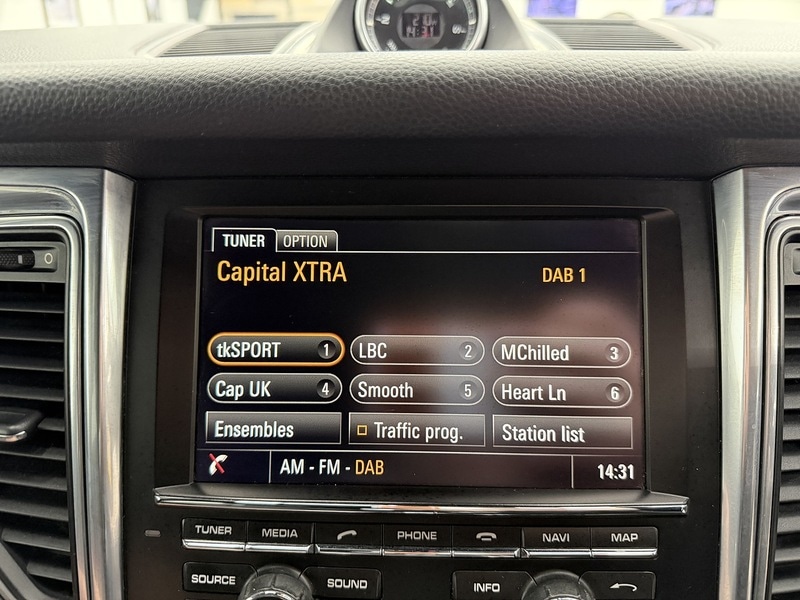 TUNER OPTION
Capital XTRA DAB 1
tkSPORT 1 LBC 2 MChilled 3
Cap UK 4 Smooth 5 Heart Ln 6
Ensembles Traffic prog. Station list
AM - FM - DAB 14:31
TUNER MEDIA PHONE NAVI MAP
SOURCE SOUND INFO